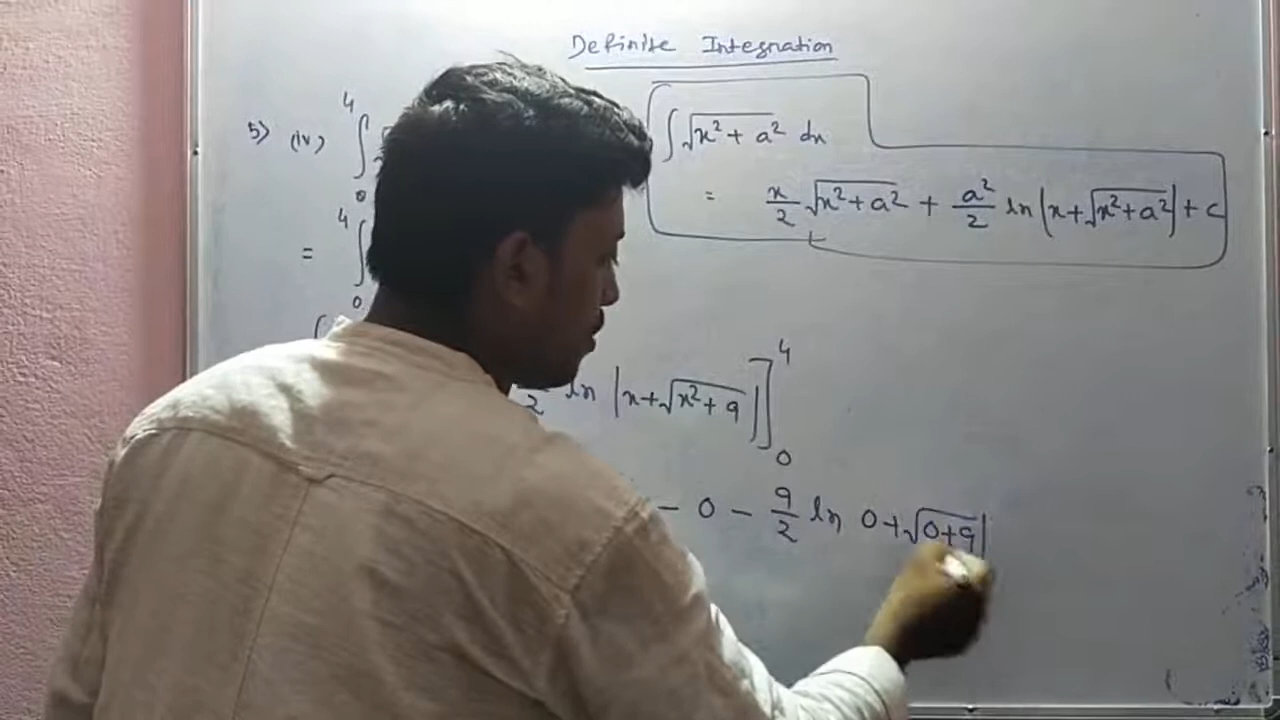 Definite Integration
5) (iv) ∫₀⁴ √
∫√x² + a² dx
= x/2 √x² + a² + a²/2 ln |x + √x² + a²| + c
= ∫₀⁴
2 ln |x + √x² + 9|]₀⁴
- 0 - 9/2 ln 0 + √0 + 9|